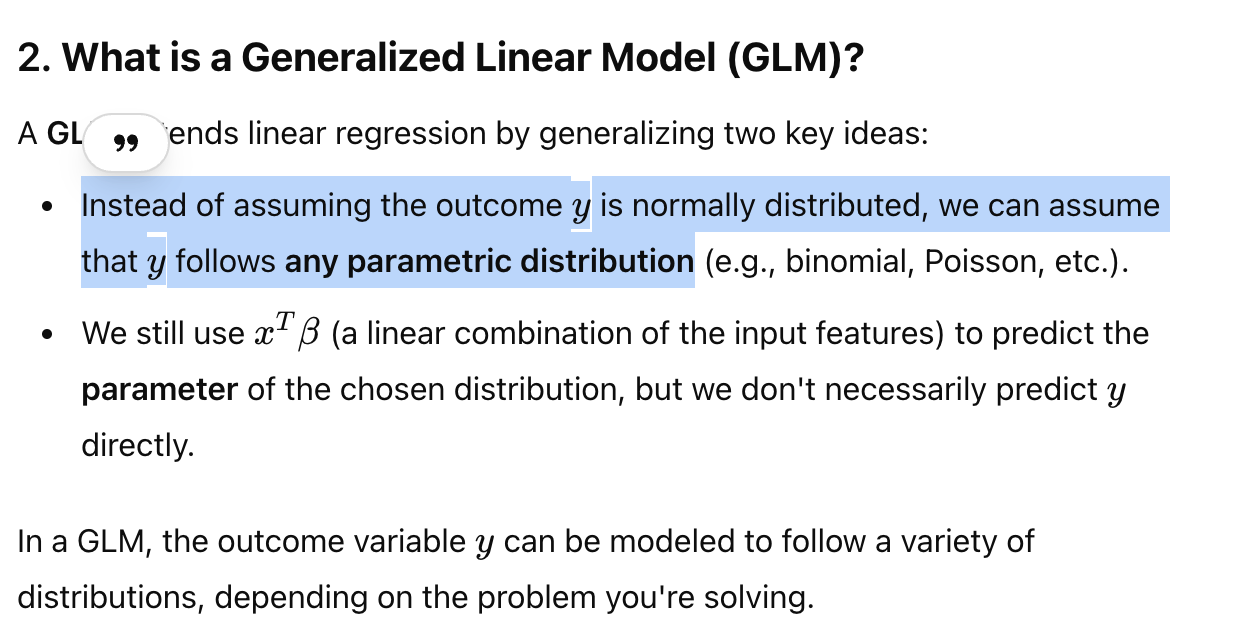 2. What is a Generalized Linear Model (GLM)?
A GL ends linear regression by generalizing two key ideas:
• Instead of assuming the outcome y is normally distributed, we can assume
that y follows any parametric distribution (e.g., binomial, Poisson, etc.).
• We still use x^T β (a linear combination of the input features) to predict the
parameter of the chosen distribution, but we don't necessarily predict y
directly.
In a GLM, the outcome variable y can be modeled to follow a variety of
distributions, depending on the problem you're solving.